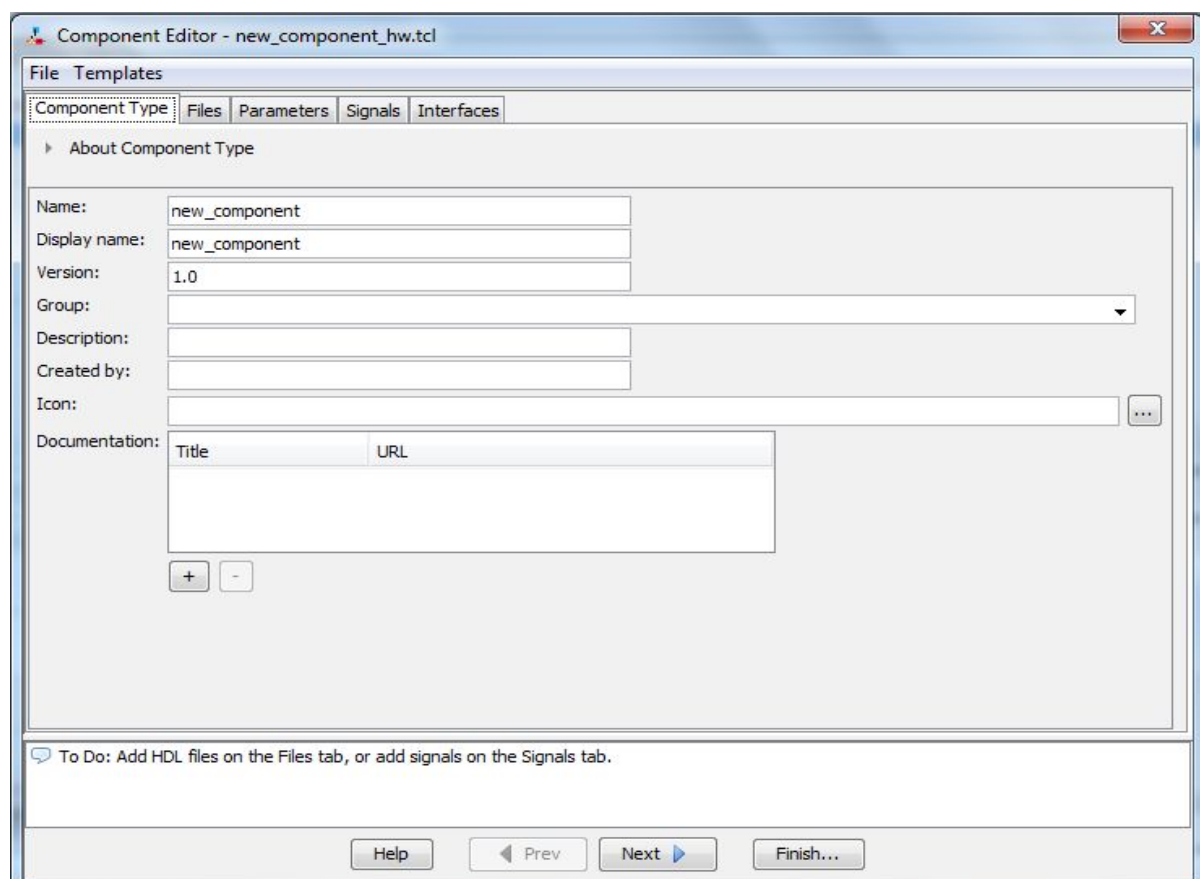 Component Editor - new_component_hw.tcl
X
File Templates
Component Type Files Parameters Signals Interfaces
About Component Type
Name: new_component
Display name: new_component
Version: 1.0
Group:
Description:
Created by:
Icon: ...
Documentation: Title URL
+ -
To Do: Add HDL files on the Files tab, or add signals on the Signals tab.
Help Prev Next Finish...